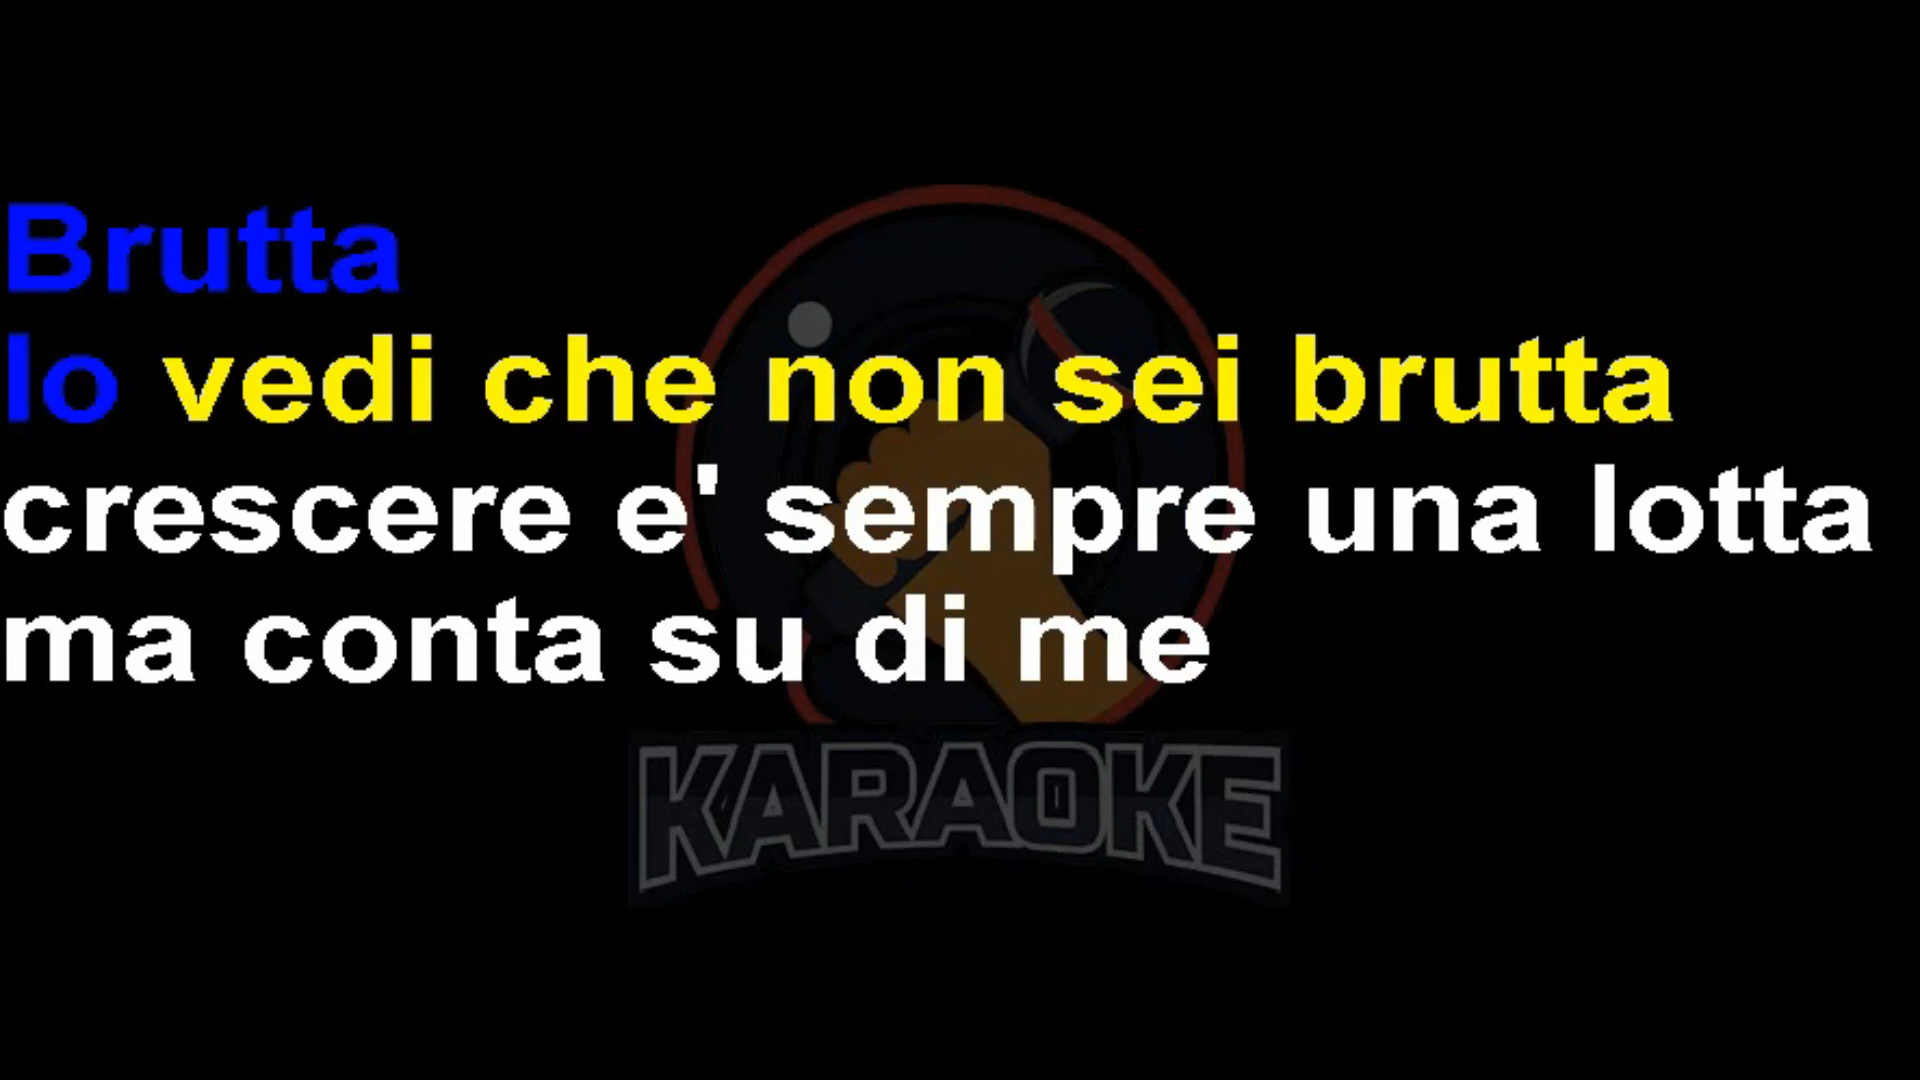 Brutta
lo vedi che non sei brutta
crescere e' sempre una lotta
ma conta su di me
KARAOKE